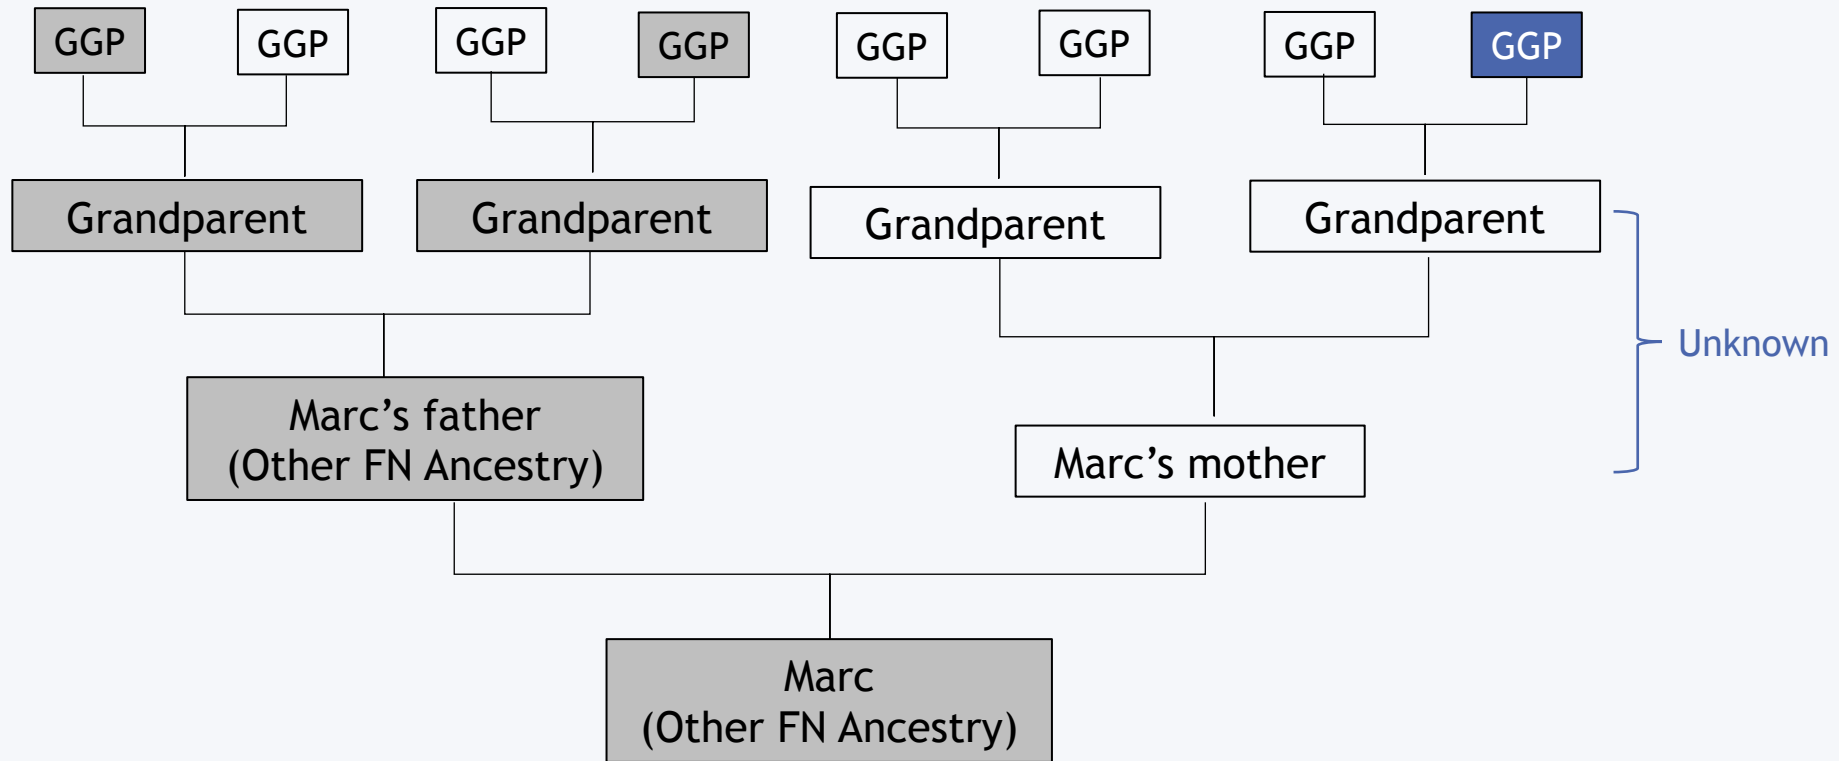 GGP
GGP
GGP
GGP
GGP
GGP
GGP
GGP
Grandparent
Grandparent
Grandparent
Grandparent
Unknown
Marc’s father
(Other FN Ancestry)
Marc’s mother
Marc
(Other FN Ancestry)